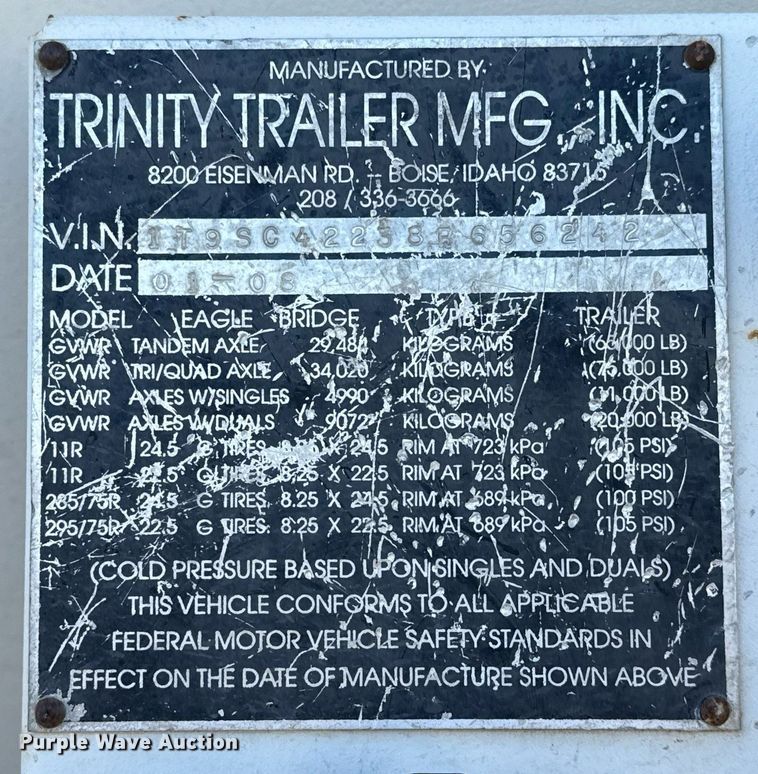 MANUFACTURED BY
TRINITY TRAILER MFG. INC.
8200 EISENMAN RD. - BOISE, IDAHO 83715
208 / 336-3666
V.I.N.
DATE 01-08
MODEL EAGLE BRIDGE TYPE TRAILER
GVWR TANDEM AXLE 29,484 KILOGRAMS (65,000 LB)
GVWR TRI/QUAD AXLE 34,020 KILOGRAMS (75,000 LB)
GVWR AXLES W/SINGLES 4990 KILOGRAMS (11,000 LB)
GVWR AXLES W/DUALS 9072 KILOGRAMS (20,000 LB)
11R 24.5 G TIRES 8.25 X 24.5 RIM AT 723 kPa (105 PSI)
11R 22.5 G TIRES 8.25 X 22.5 RIM AT 723 kPa (105 PSI)
285/75R 24.5 G TIRES 8.25 X 24.5 RIM AT 689 kPa (100 PSI)
295/75R 22.5 G TIRES 8.25 X 22.5 RIM AT 689 kPa (105 PSI)
(COLD PRESSURE BASED UPON SINGLES AND DUALS)
THIS VEHICLE CONFORMS TO ALL APPLICABLE
FEDERAL MOTOR VEHICLE SAFETY STANDARDS IN
EFFECT ON THE DATE OF MANUFACTURE SHOWN ABOVE
Purple Wave Auction